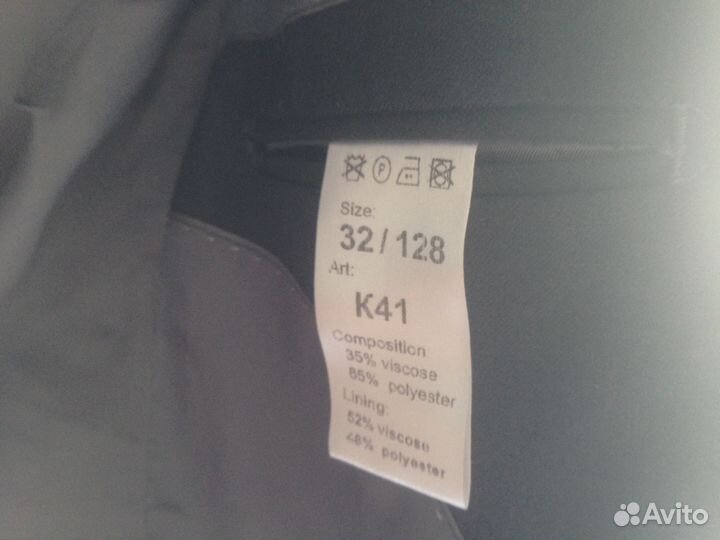 P
Size:
32 / 128
Art:
K41
Composition:
35% viscose
65% polyester
Lining:
52% viscose
48% polyester
Avito